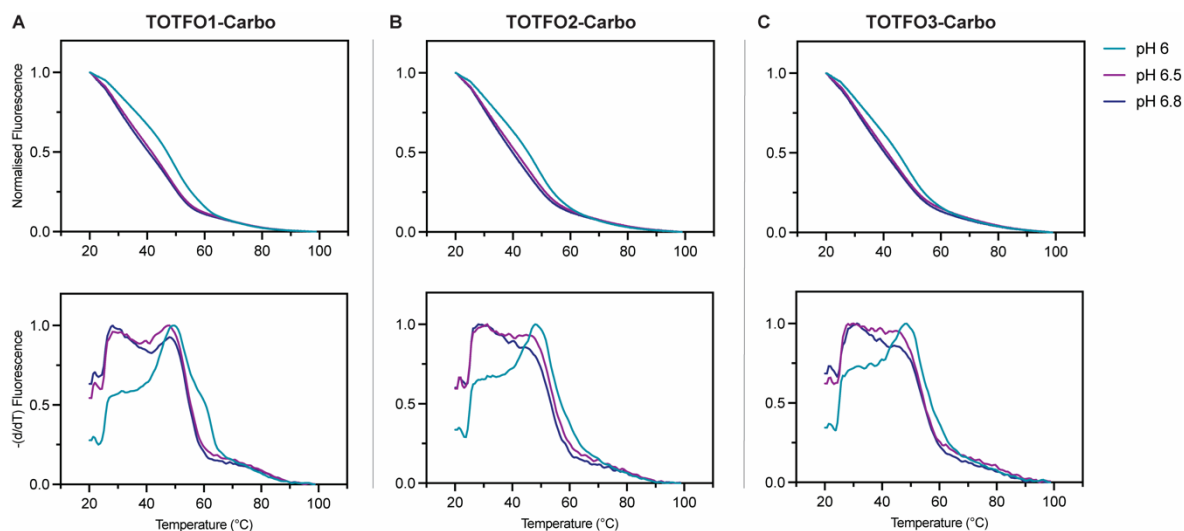 A TOTFO1-Carbo
B TOTFO2-Carbo
C TOTFO3-Carbo
pH 6
pH 6.5
pH 6.8
Normalised Fluorescence
1.0
0.5
0.0
20 40 60 80 100
1.0
0.5
0.0
20 40 60 80 100
1.0
0.5
0.0
20 40 60 80 100
-(d/dT) Fluorescence
1.0
0.5
0.0
20 40 60 80 100
Temperature (°C)
1.0
0.5
0.0
20 40 60 80 100
Temperature (°C)
1.0
0.5
0.0
20 40 60 80 100
Temperature (°C)